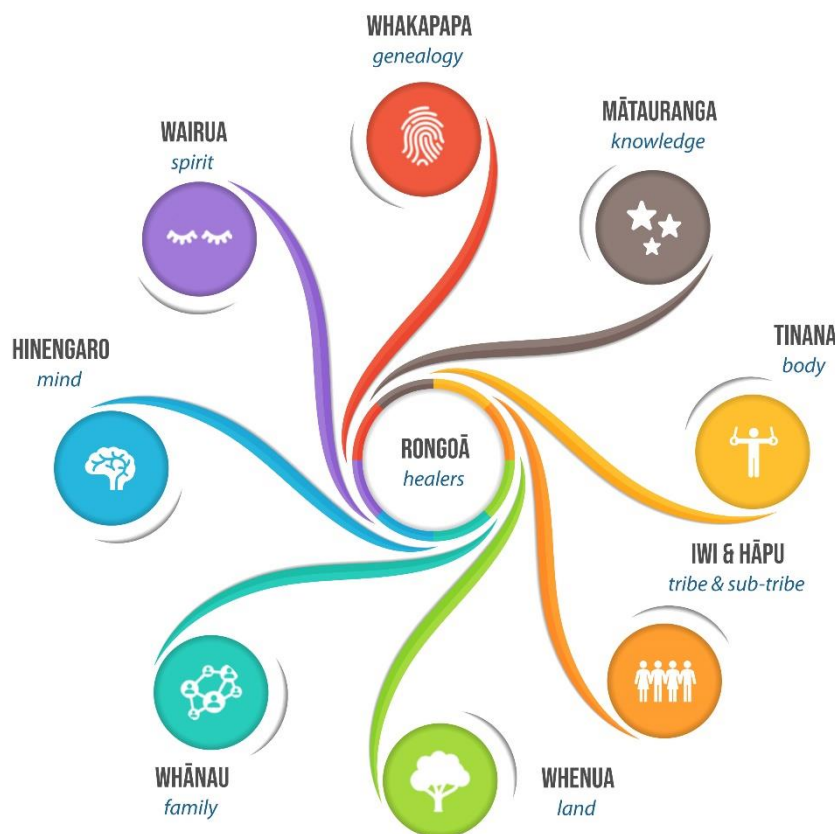 WHAKAPAPA
genealogy
MĀTAURANGA
knowledge
WAIRUA
spirit
TINANA
body
HINENGARO
mind
RONGOĀ
healers
IWI & HĀPU
tribe & sub-tribe
WHĀNAU
family
WHENUA
land